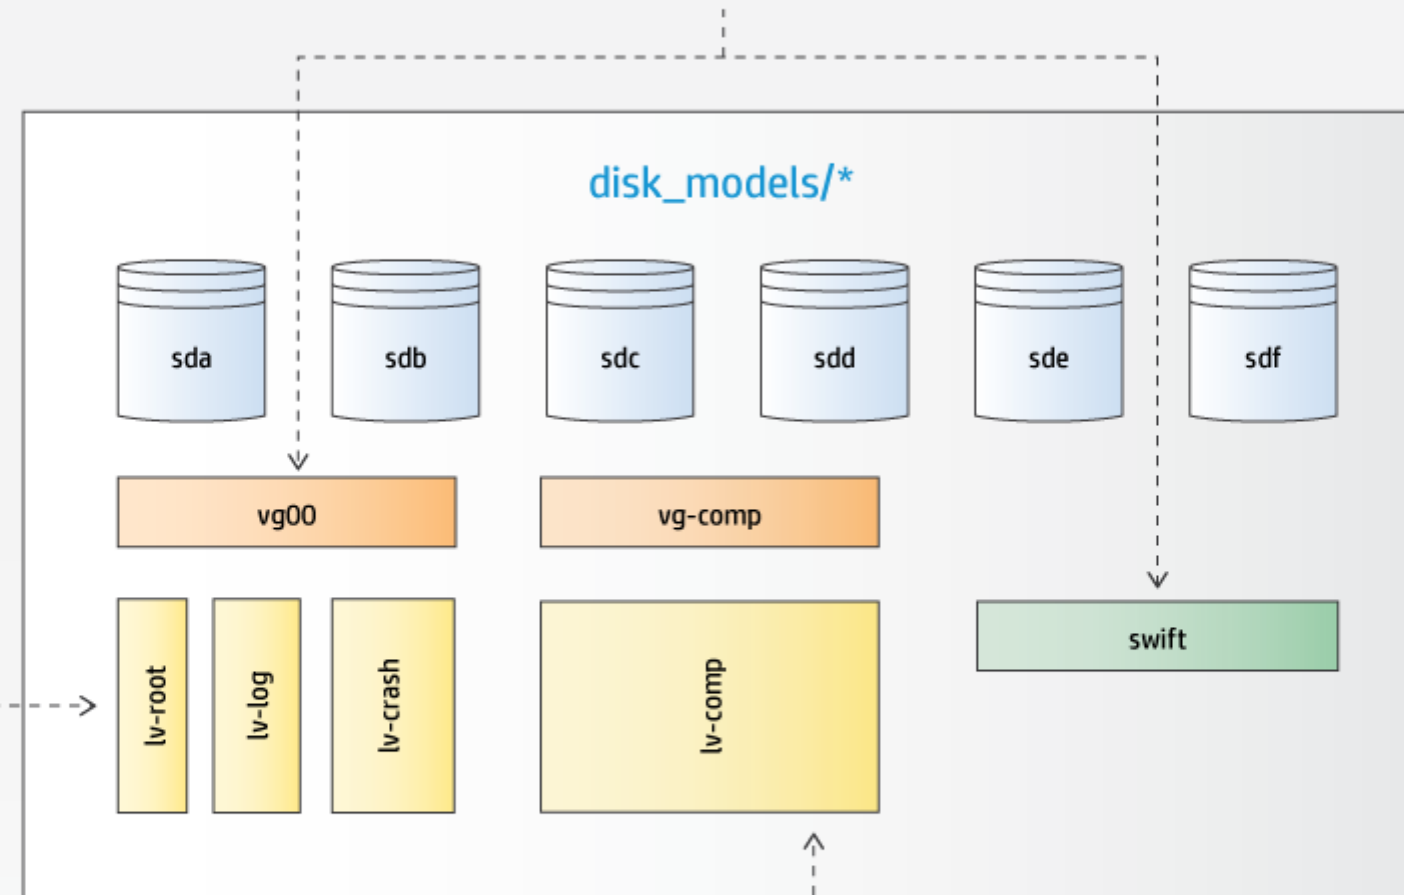 disk_models/*
sda
sdb
sdc
sdd
sde
sdf
vg00
vg-comp
lv-root
lv-log
lv-crash
lv-comp
swift